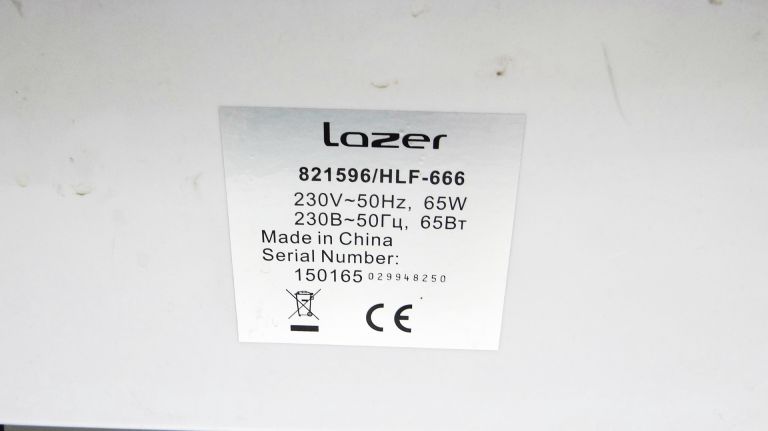 Lazer
821596/HLF-666
230V~50Hz, 65W
230В~50Гц, 65Вт
Made in China
Serial Number:
150165 029948250
CE